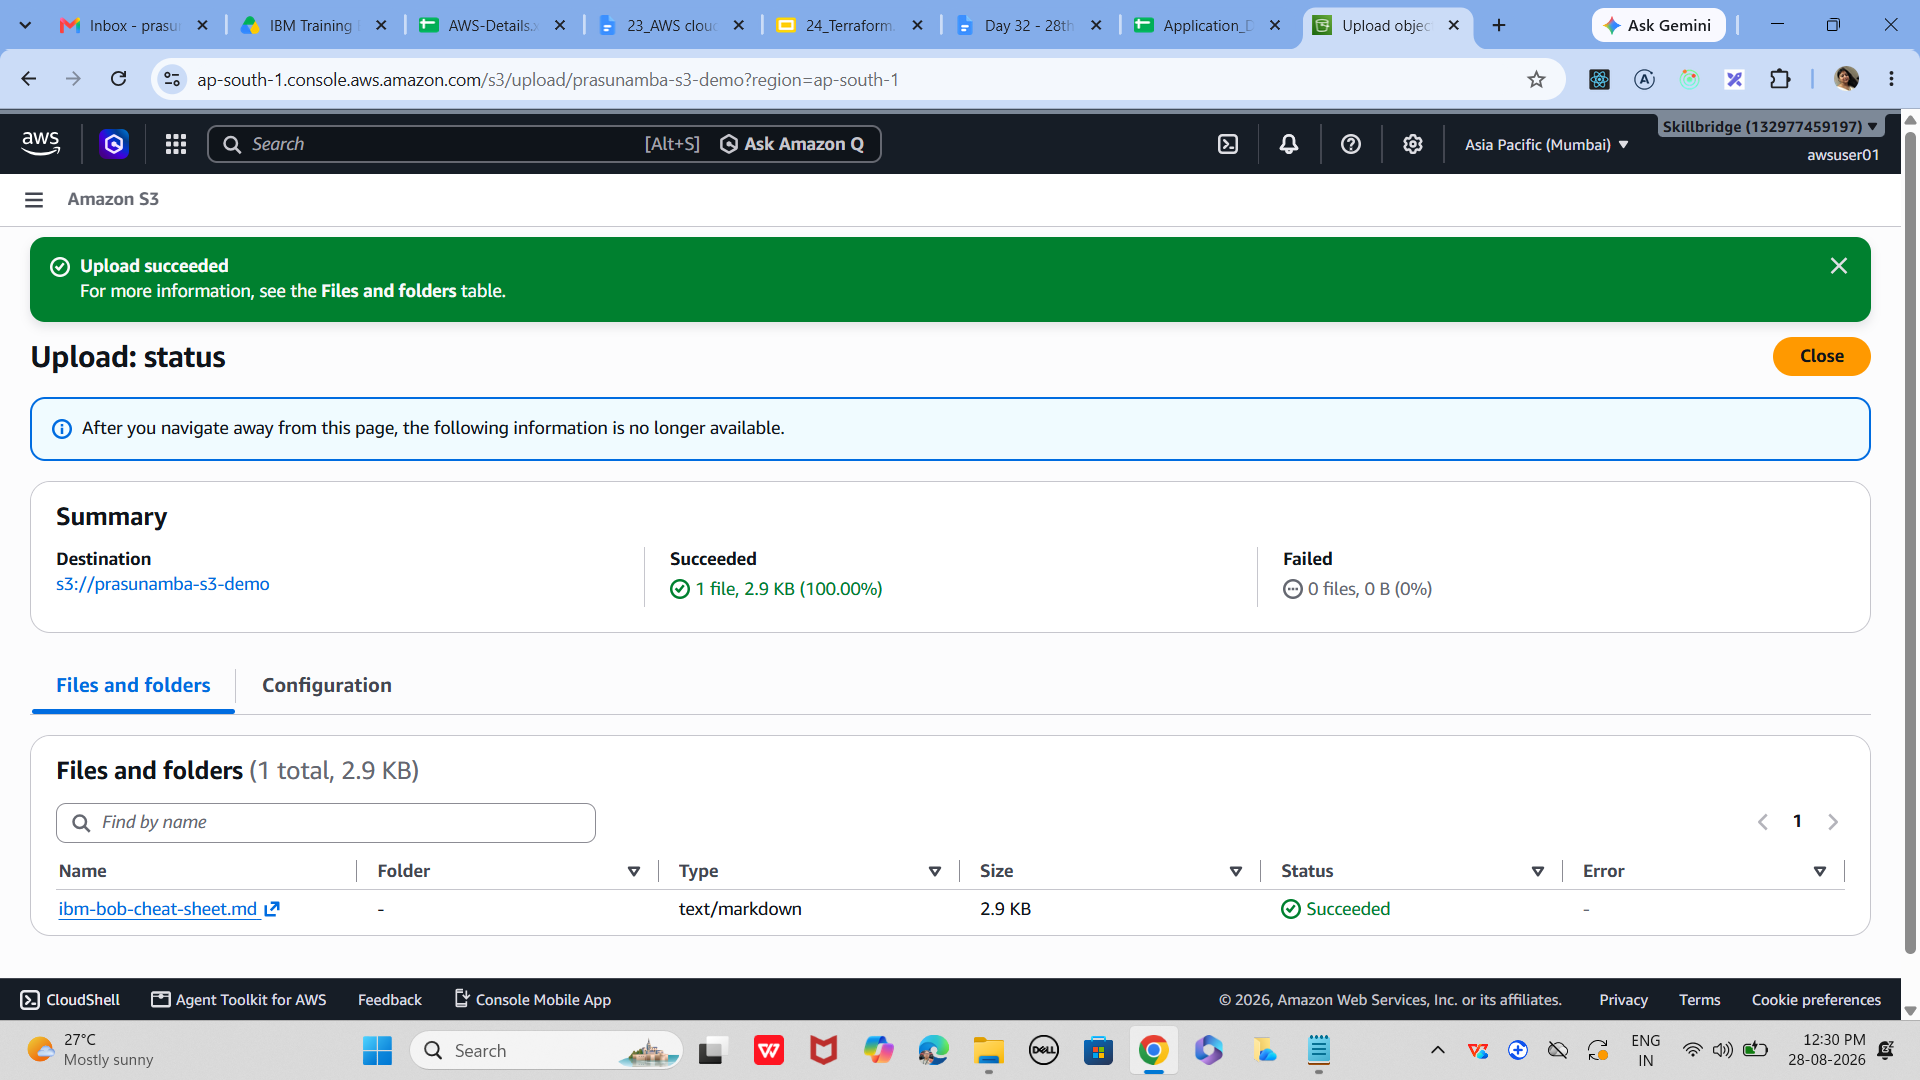 Inbox - prasun
IBM Training
AWS-Details.x
23_AWS clou
24_Terraform.
Day 32 - 28th
Application_D
Upload objec
Ask Gemini
ap-south-1.console.aws.amazon.com/s3/upload/prasunamba-s3-demo?region=ap-south-1
aws
Search
[Alt+S]
Ask Amazon Q
Asia Pacific (Mumbai)
Skillbridge (132977459197)
awsuser01
Amazon S3
Upload succeeded
For more information, see the Files and folders table.
Upload: status
Close
After you navigate away from this page, the following information is no longer available.
Summary
Destination
s3://prasunamba-s3-demo
Succeeded
1 file, 2.9 KB (100.00%)
Failed
0 files, 0 B (0%)
Files and folders
Configuration
Files and folders (1 total, 2.9 KB)
Find by name
1
Name Folder Type Size Status Error
ibm-bob-cheat-sheet.md - text/markdown 2.9 KB Succeeded -
CloudShell
Agent Toolkit for AWS
Feedback
Console Mobile App
© 2026, Amazon Web Services, Inc. or its affiliates.
Privacy
Terms
Cookie preferences
27°C
Mostly sunny
Search
DELL
ENG
IN
12:30 PM
28-08-2026